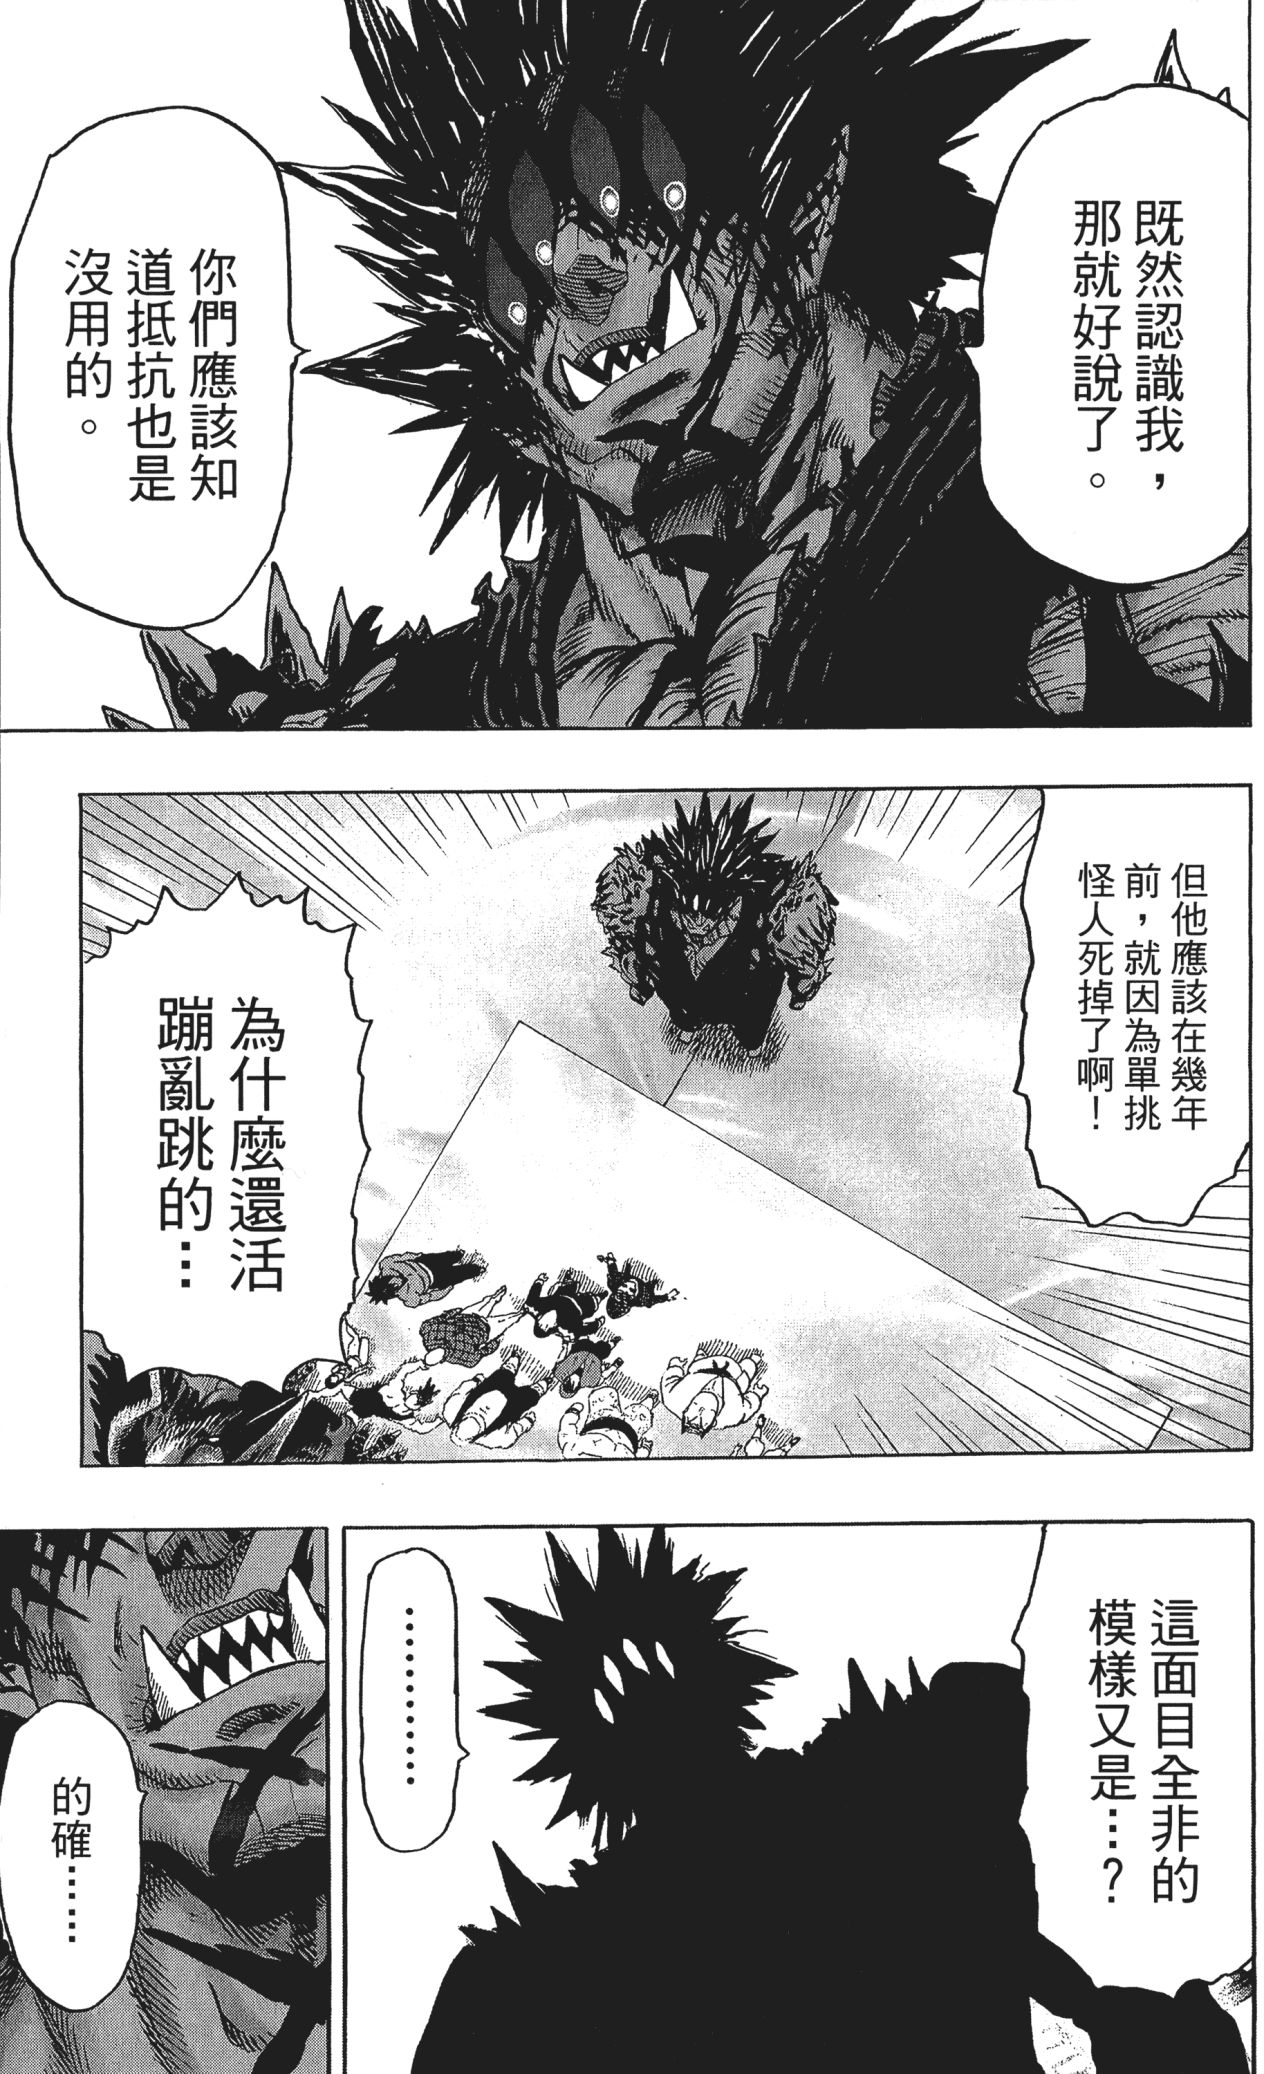 既然認識我，
那就好說了。
你們應該知
道抵抗也是
沒用的。
但他應該在幾年
前，就因為單挑
怪人死掉了啊！
為什麼還活
蹦亂跳的…
這面目全非的
模樣又是…？
…………
的確……